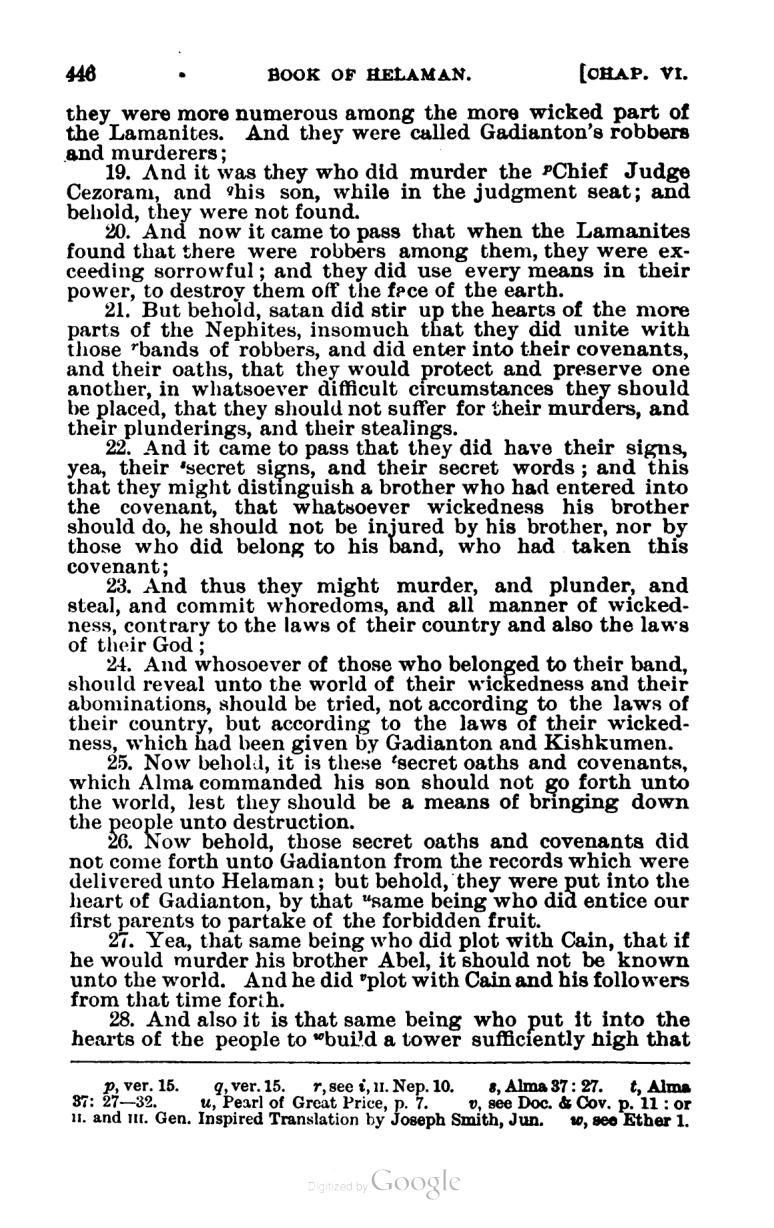 446 BOOK OF HELAMAN. [CHAP. VI.
they were more numerous among the more wicked part of
the Lamanites. And they were called Gadianton's robbers
and murderers;
19. And it was they who did murder the pChief Judge
Cezoram, and qhis son, while in the judgment seat; and
behold, they were not found.
20. And now it came to pass that when the Lamanites
found that there were robbers among them, they were ex-
ceeding sorrowful; and they did use every means in their
power, to destroy them off the face of the earth.
21. But behold, satan did stir up the hearts of the more
parts of the Nephites, insomuch that they did unite with
those rbands of robbers, and did enter into their covenants,
and their oaths, that they would protect and preserve one
another, in whatsoever difficult circumstances they should
be placed, that they should not suffer for their murders, and
their plunderings, and their stealings.
22. And it came to pass that they did have their signs,
yea, their ssecret signs, and their secret words; and this
that they might distinguish a brother who had entered into
the covenant, that whatsoever wickedness his brother
should do, he should not be injured by his brother, nor by
those who did belong to his band, who had taken this
covenant;
23. And thus they might murder, and plunder, and
steal, and commit whoredoms, and all manner of wicked-
ness, contrary to the laws of their country and also the laws
of their God;
24. And whosoever of those who belonged to their band,
should reveal unto the world of their wickedness and their
abominations, should be tried, not according to the laws of
their country, but according to the laws of their wicked-
ness, which had been given by Gadianton and Kishkumen.
25. Now behold, it is these tsecret oaths and covenants,
which Alma commanded his son should not go forth unto
the world, lest they should be a means of bringing down
the people unto destruction.
26. Now behold, those secret oaths and covenants did
not come forth unto Gadianton from the records which were
delivered unto Helaman; but behold, they were put into the
heart of Gadianton, by that usame being who did entice our
first parents to partake of the forbidden fruit.
27. Yea, that same being who did plot with Cain, that if
he would murder his brother Abel, it should not be known
unto the world. And he did vplot with Cain and his followers
from that time forth.
28. And also it is that same being who put it into the
hearts of the people to wbuild a tower sufficiently high that
p, ver. 15. q, ver. 15. r, see i, II. Nep. 10. s, Alma 37: 27. t, Alma
37: 27—32. u, Pearl of Great Price, p. 7. v, see Doc. & Cov. p. 11: or
II. and III. Gen. Inspired Translation by Joseph Smith, Jun. w, see Ether 1.
Digitized by Google